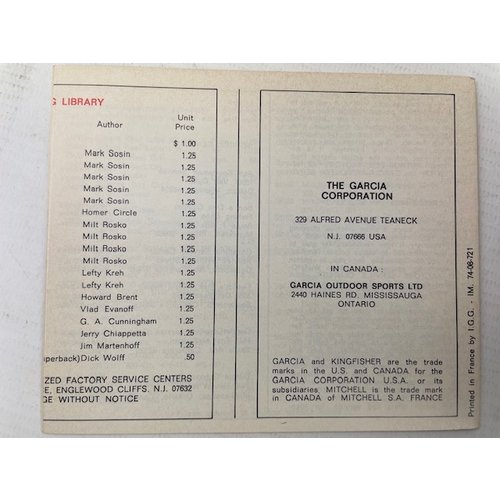 G LIBRARY
Author Unit Price
$ 1.00
Mark Sosin 1.25
Mark Sosin 1.25
Mark Sosin 1.25
Mark Sosin 1.25
Mark Sosin 1.25
Homer Circle 1.25
Milt Rosko 1.25
Milt Rosko 1.25
Milt Rosko 1.25
Milt Rosko 1.25
Lefty Kreh 1.25
Lefty Kreh 1.25
Howard Brent 1.25
Vlad Evanoff 1.25
G. A. Cunningham 1.25
Jerry Chiappetta 1.25
Jim Martenhoff 1.25
aperback) Dick Wolff .50
ZED FACTORY SERVICE CENTERS
E, ENGLEWOOD CLIFFS. N.J. 07632
GE WITHOUT NOTICE
THE GARCIA
CORPORATION
329 ALFRED AVENUE TEANECK
N.J. 07666 USA
IN CANADA :
GARCIA OUTDOOR SPORTS LTD
2440 HAINES RD. MISSISSAUGA
ONTARIO
GARCIA and KINGFISHER are the trade
marks in the U.S. and CANADA for the
GARCIA CORPORATION U.S.A. or its
subsidiaries MITCHELL is the trade mark
in CANADA of MITCHELL S.A. FRANCE
Printed in France by I.G.G. - IM. 74-06-721